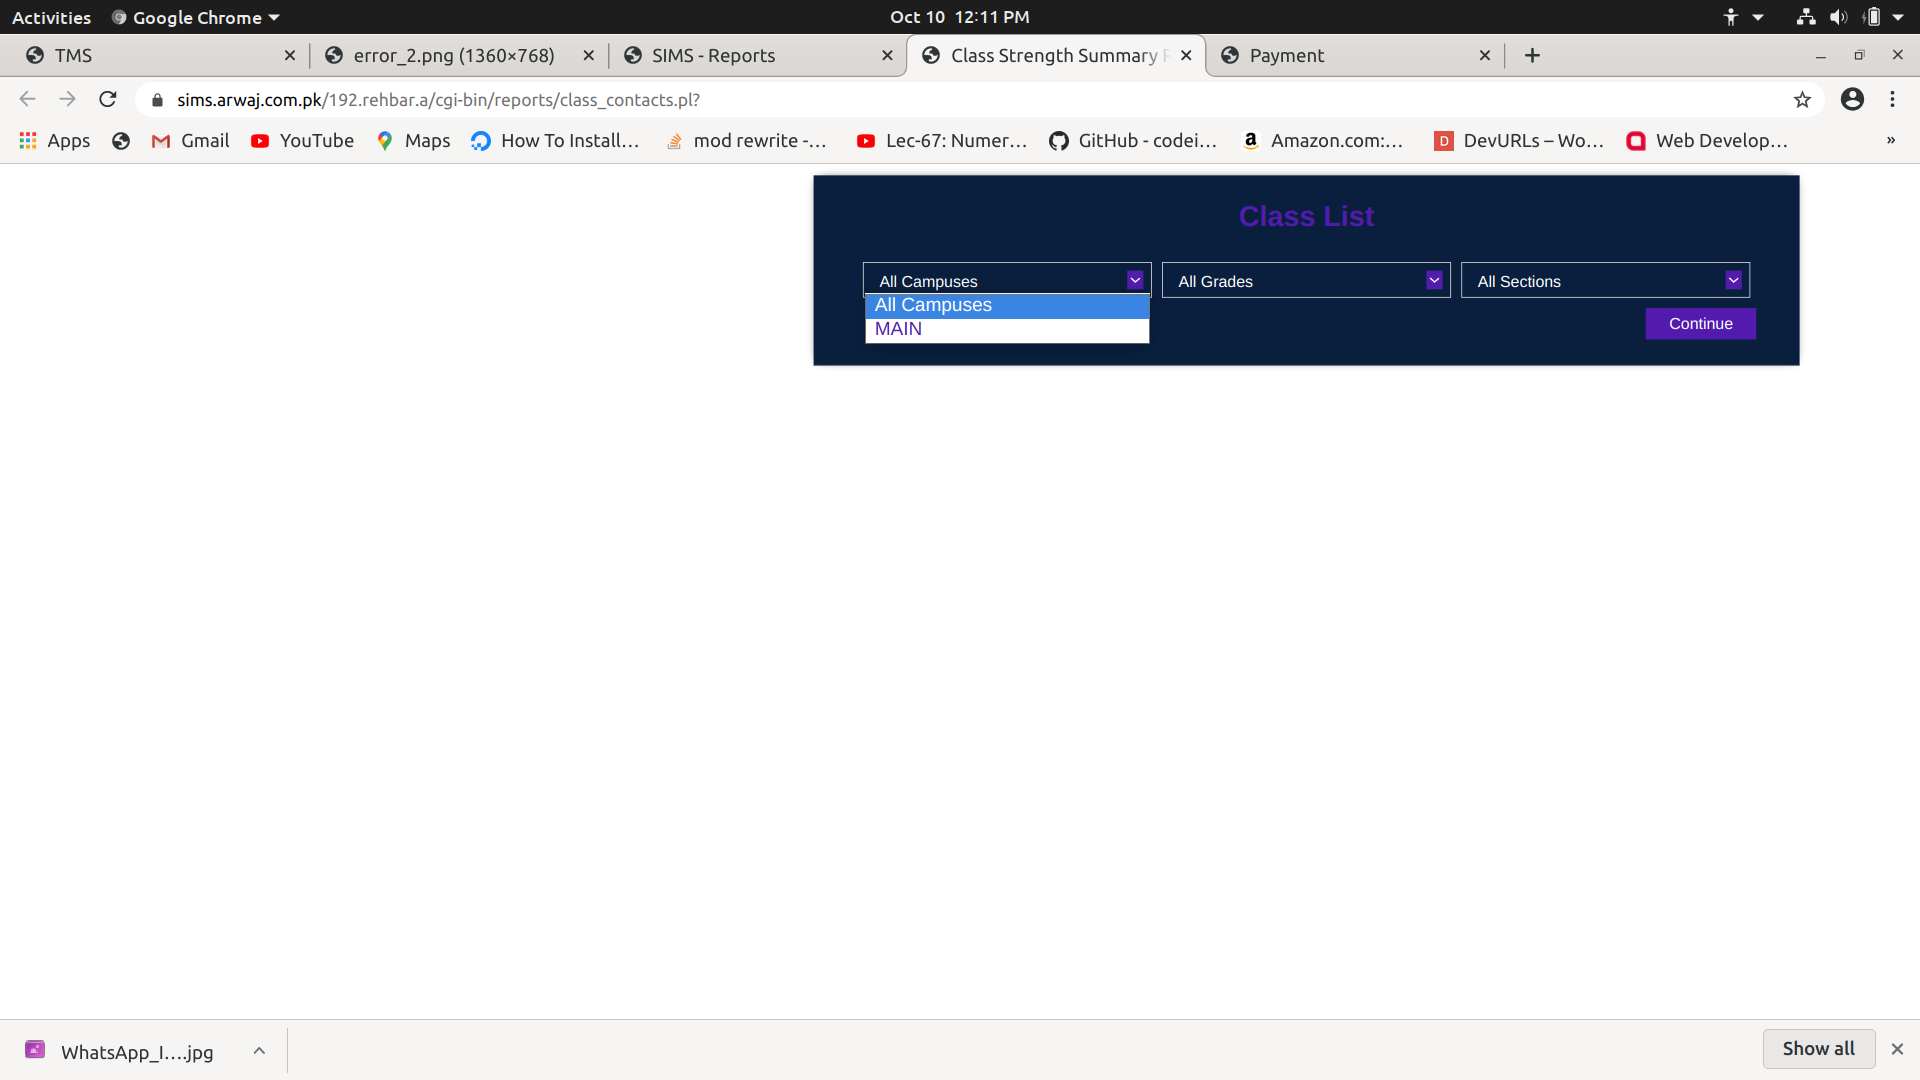 Activities Google Chrome Oct 10 12:11 PM
TMS error_2.png (1360×768) SIMS - Reports Class Strength Summary Payment
sims.arwaj.com.pk/192.rehbar.a/cgi-bin/reports/class_contacts.pl?
Apps Gmail YouTube Maps How To Install... mod rewrite -... Lec-67: Numer... GitHub - codei... Amazon.com:... DevURLs – Wo... Web Develop... »
Class List
All Campuses All Grades All Sections
All Campuses
MAIN
Continue
WhatsApp_I....jpg Show all